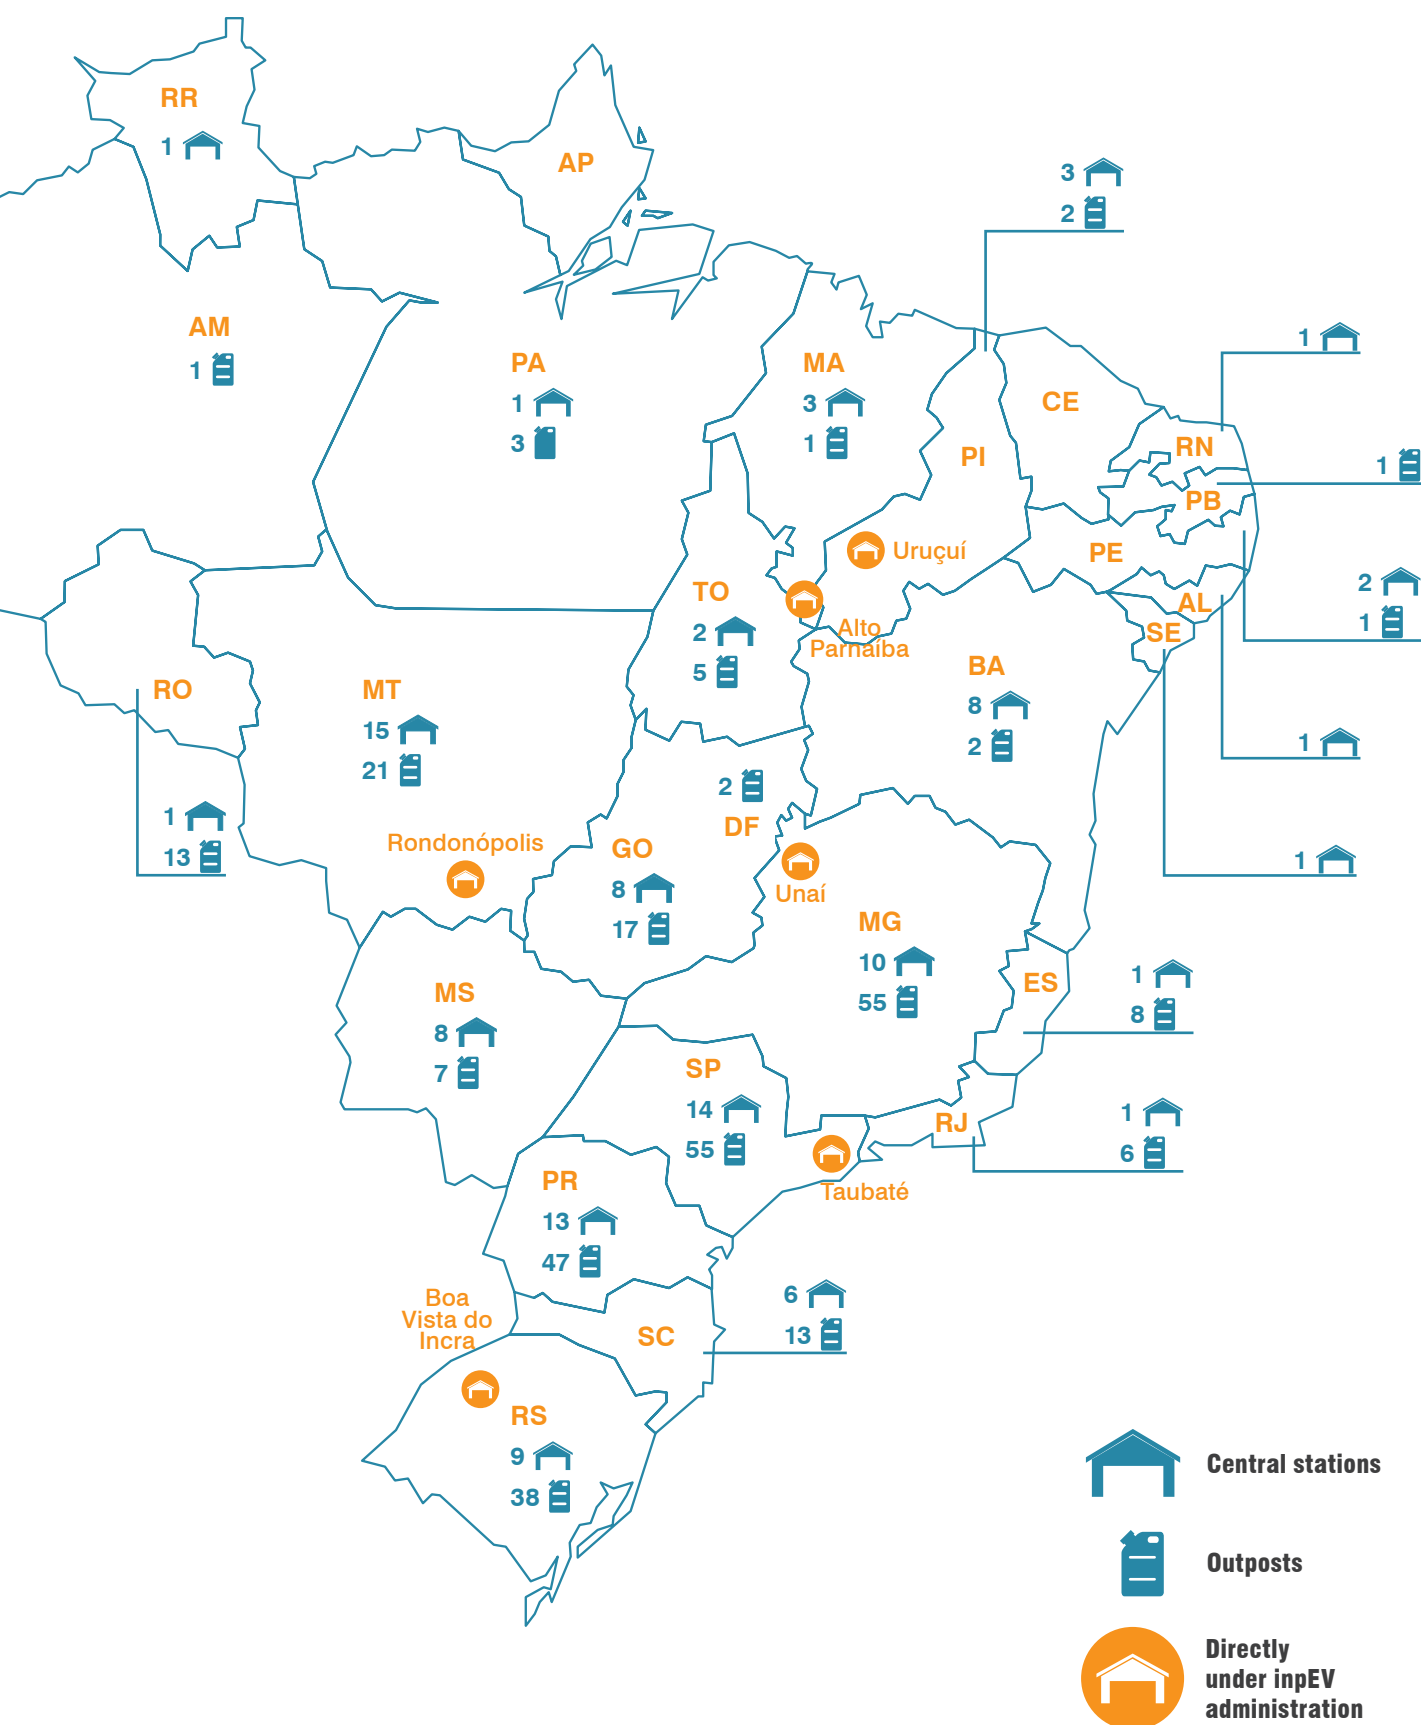 RR
1
AP
3
2
AM
1
PA
1
3
MA
3
1
CE
1
RN
PI
1
PB
PE
Uruçuí
TO
2
5
Alto
Parnaíba
AL
SE
2
1
BA
8
2
RO
1
13
MT
15
21
1
2
DF
Rondonópolis
GO
8
17
Unaí
1
MG
10
55
ES
1
8
MS
8
7
SP
14
55
RJ
1
6
Taubaté
PR
13
47
Boa
Vista do
Incra
SC
6
13
RS
9
38
Central stations
Outposts
Directly
under inpEV
administration